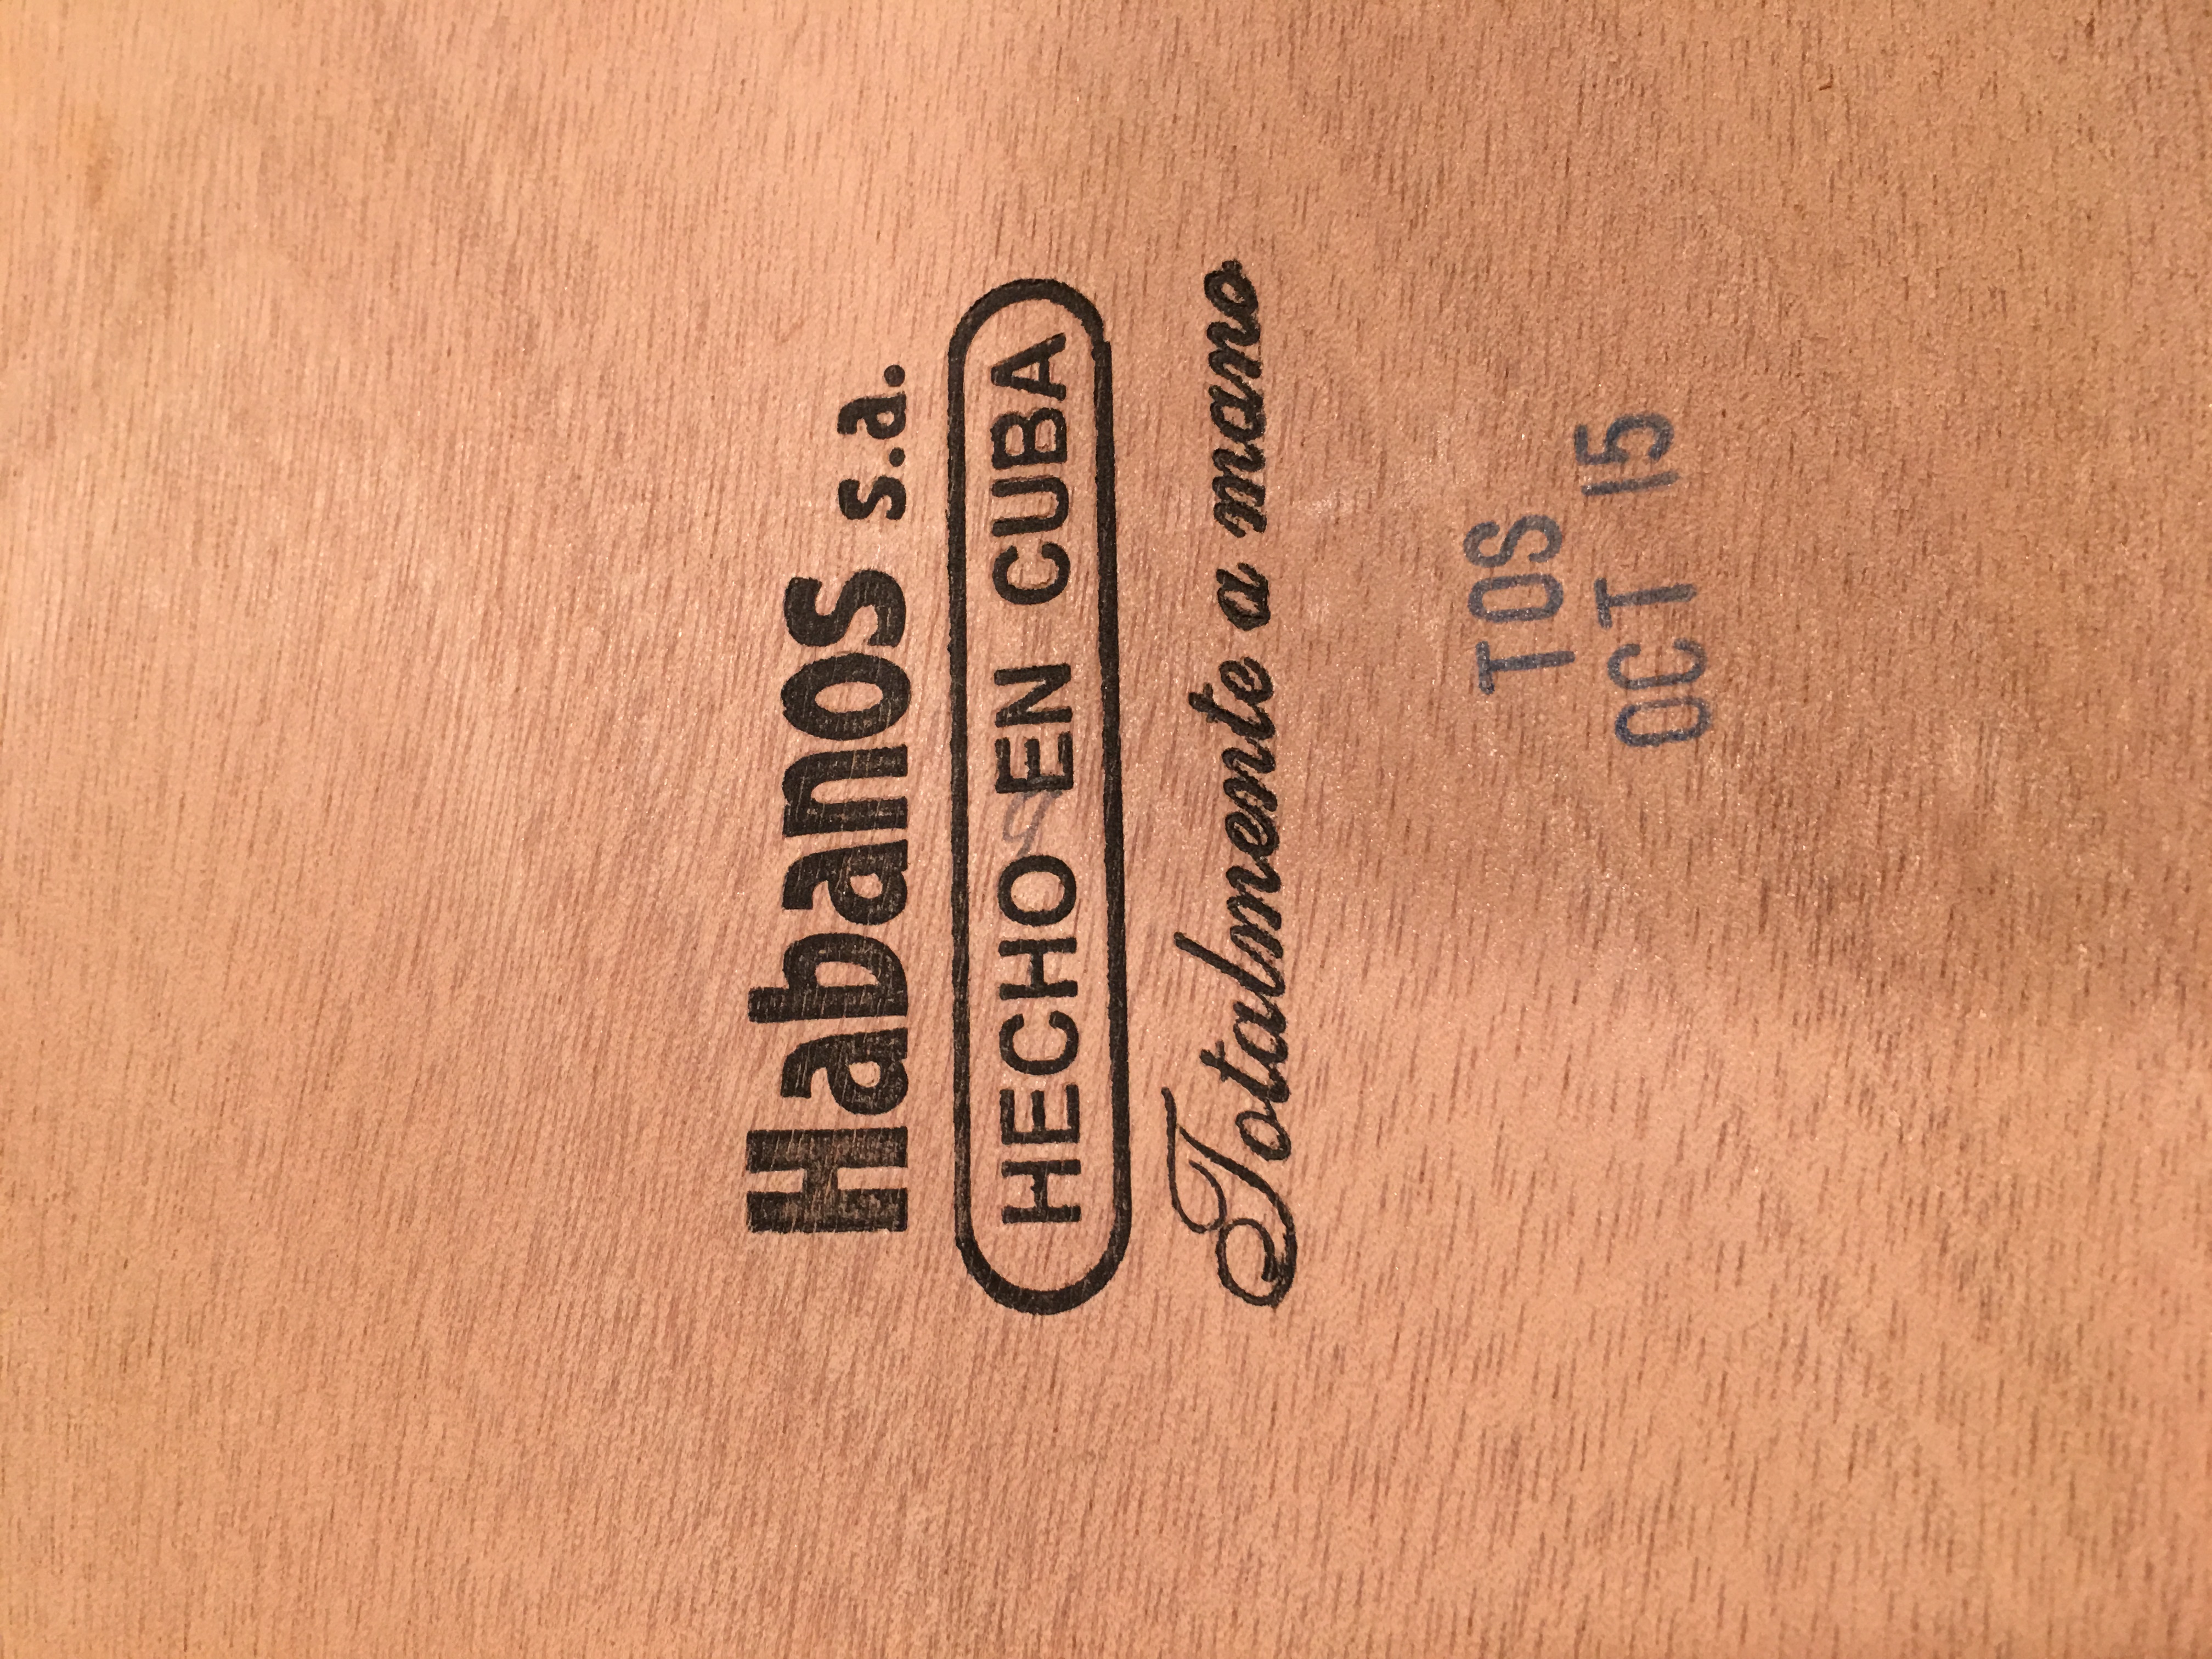 Habanos s.a.
HECHO EN CUBA
Totalmente a mano
TOS
OCT 15